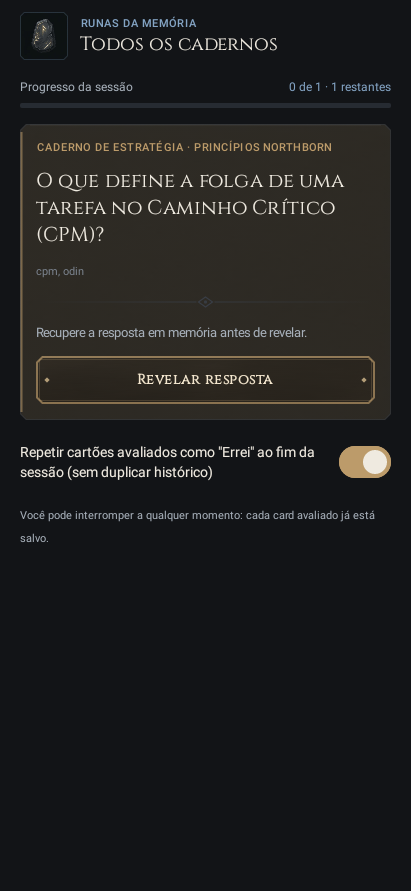 RUNAS DA MEMÓRIA
Todos os cadernos
Progresso da sessão
0 de 1 · 1 restantes
CADERNO DE ESTRATÉGIA · PRINCÍPIOS NORTHBORN
O que define a folga de uma
tarefa no Caminho Crítico
(CPM)?
cpm, odin
Recupere a resposta em memória antes de revelar.
Revelar resposta
Repetir cartões avaliados como "Errei" ao fim da
sessão (sem duplicar histórico)
Você pode interromper a qualquer momento: cada card avaliado já está
salvo.